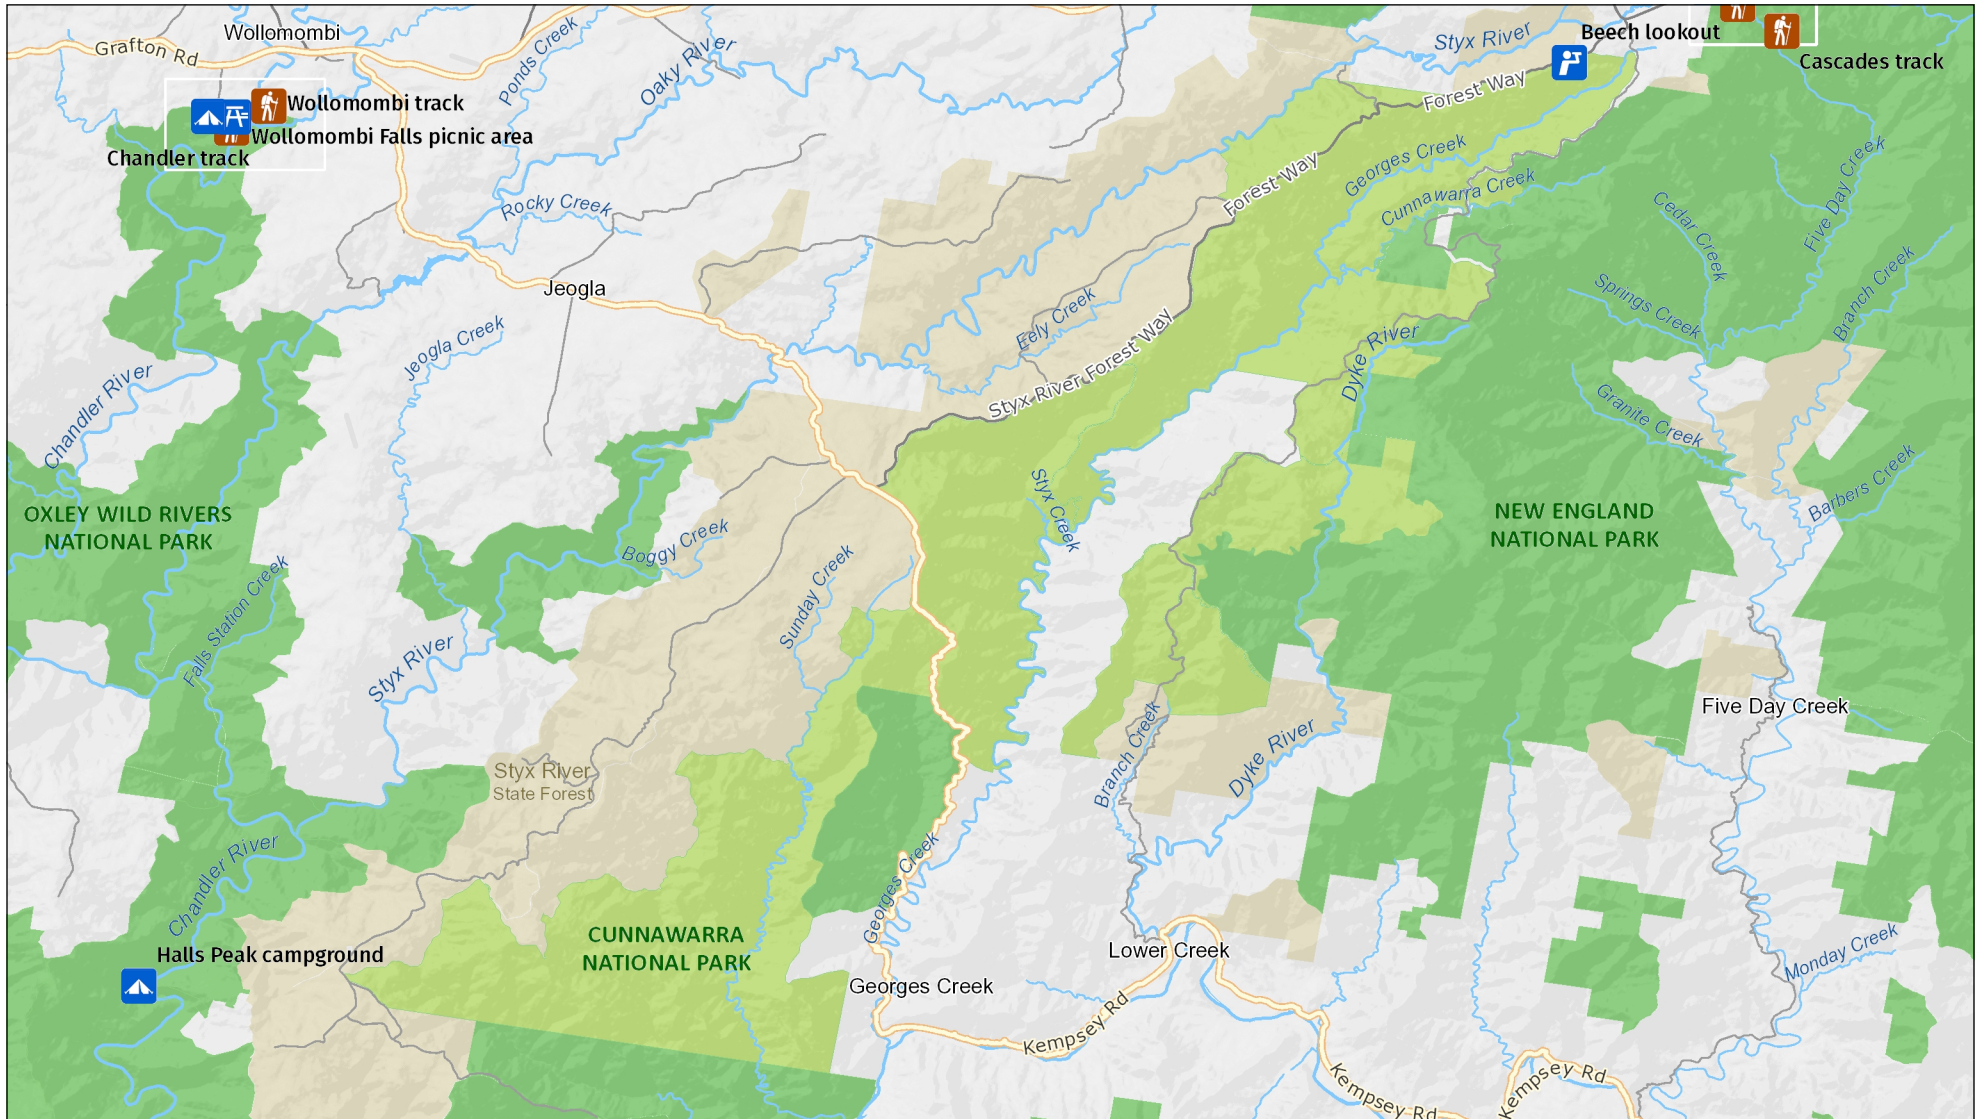 Wollomombi
Grafton Rd
Ponds Creek
Oaky River
Styx River
Beech lookout
Cascades track
Forest Way
Wollomombi track
Wollomombi Falls picnic area
Chandler track
Georges Creek
Cunnawarra Creek
Forest Way
Five Day Creek
Cedar Creek
Rocky Creek
Branch Creek
Jeogla
Springs Creek
Eely Creek
Jeogla Creek
Styx River Forest Way
Dyke River
Chandler River
Granite Creek
Barbers Creek
Styx Creek
OXLEY WILD RIVERS
NATIONAL PARK
NEW ENGLAND
NATIONAL PARK
Boggy Creek
Sunday Creek
Falls Station Creek
Styx River
Five Day Creek
Branch Creek
Dyke River
Styx River
State Forest
Chandler River
Georges Creek
CUNNAWARRA
NATIONAL PARK
Halls Peak campground
Lower Creek
Monday Creek
Georges Creek
Kempsey Rd
Kempsey Rd
Kempsey Rd